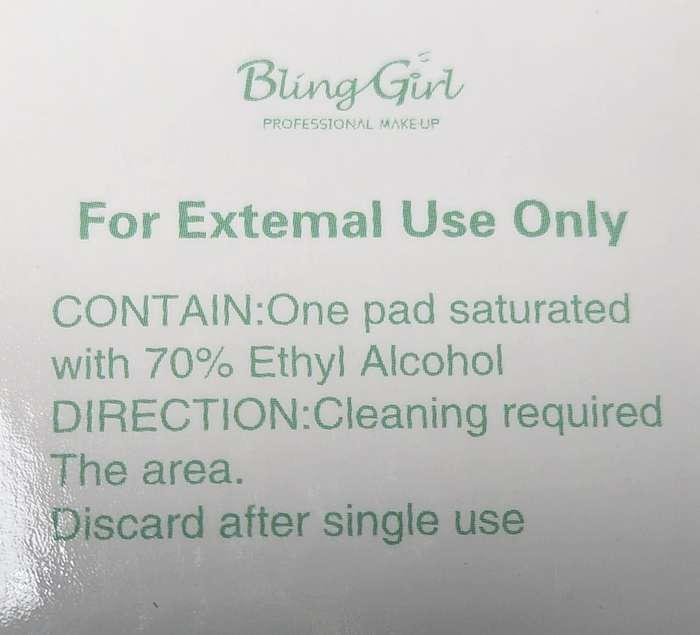 Bling Girl
PROFESSIONAL MAKE-UP
For Extemal Use Only
CONTAIN:One pad saturated
with 70% Ethyl Alcohol
DIRECTION:Cleaning required
The area.
Discard after single use